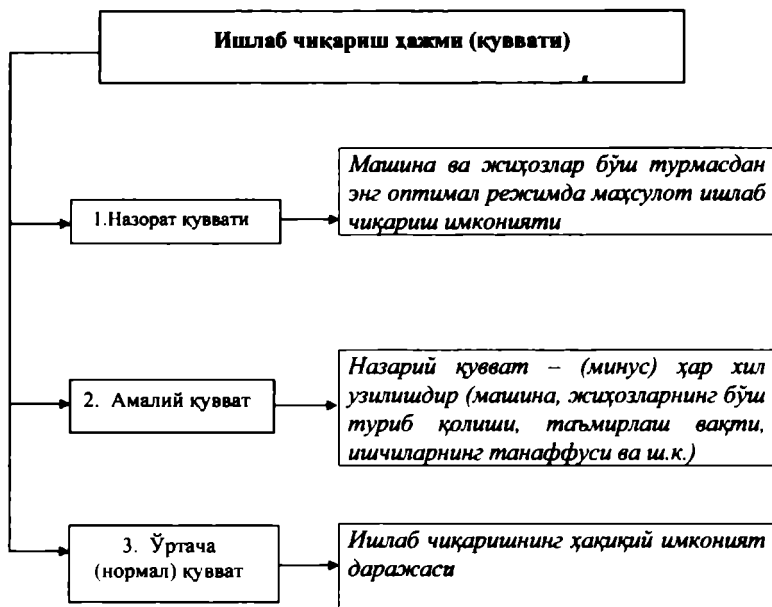 Ишлаб чиқариш ҳажми (қуввати)
Машина ва жиҳозлар бўш турмасдан
энг оптимал режимда маҳсулот ишлаб
чиқариш имконияти
1.Назорат қуввати
Назарий қувват – (минус) ҳар хил
узилишдир (машина, жиҳозларнинг бўш
туриб қолиши, таъмирлаш вақти,
ишчиларнинг танаффуси ва ш.к.)
2. Амалий қувват
3. Ўртача
(нормал) қувват
Ишлаб чиқаришнинг ҳақиқий имконият
даражаси